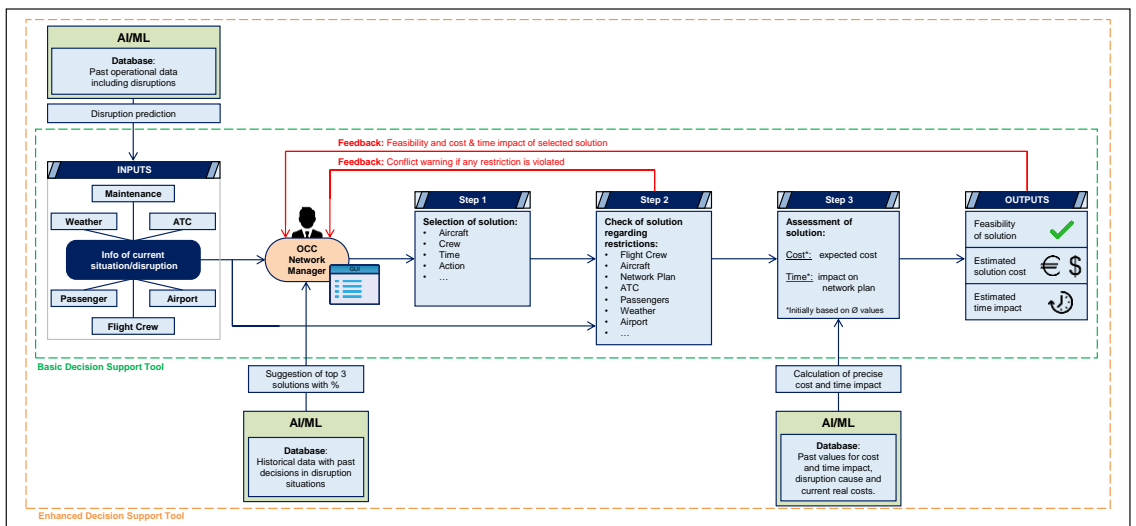 AI/ML
Database:
Past operational data
including disruptions
Disruption prediction
Feedback: Feasibility and cost & time impact of selected solution
Feedback: Conflict warning if any restriction is violated
INPUTS
Maintenance
Weather
ATC
Info of current
situation/disruption
Passenger
Airport
Flight Crew
OCC
Network
Manager
GUI
Step 1
Selection of solution:
• Aircraft
• Crew
• Time
• Action
• …
Step 2
Check of solution
regarding
restrictions:
• Flight Crew
• Aircraft
• Network Plan
• ATC
• Passengers
• Weather
• Airport
• …
Step 3
Assessment of
solution:
Cost*: expected cost
Time*: impact on
network plan
*Initially based on Ø values
OUTPUTS
Feasibility
of solution
Estimated
solution cost
€ $
Estimated
time impact
Basic Decision Support Tool
Suggestion of top 3
solutions with %
AI/ML
Database:
Historical data with past
decisions in disruption
situations
Calculation of precise
cost and time impact
AI/ML
Database:
Past values for cost
and time impact,
disruption cause and
current real costs.
Enhanced Decision Support Tool